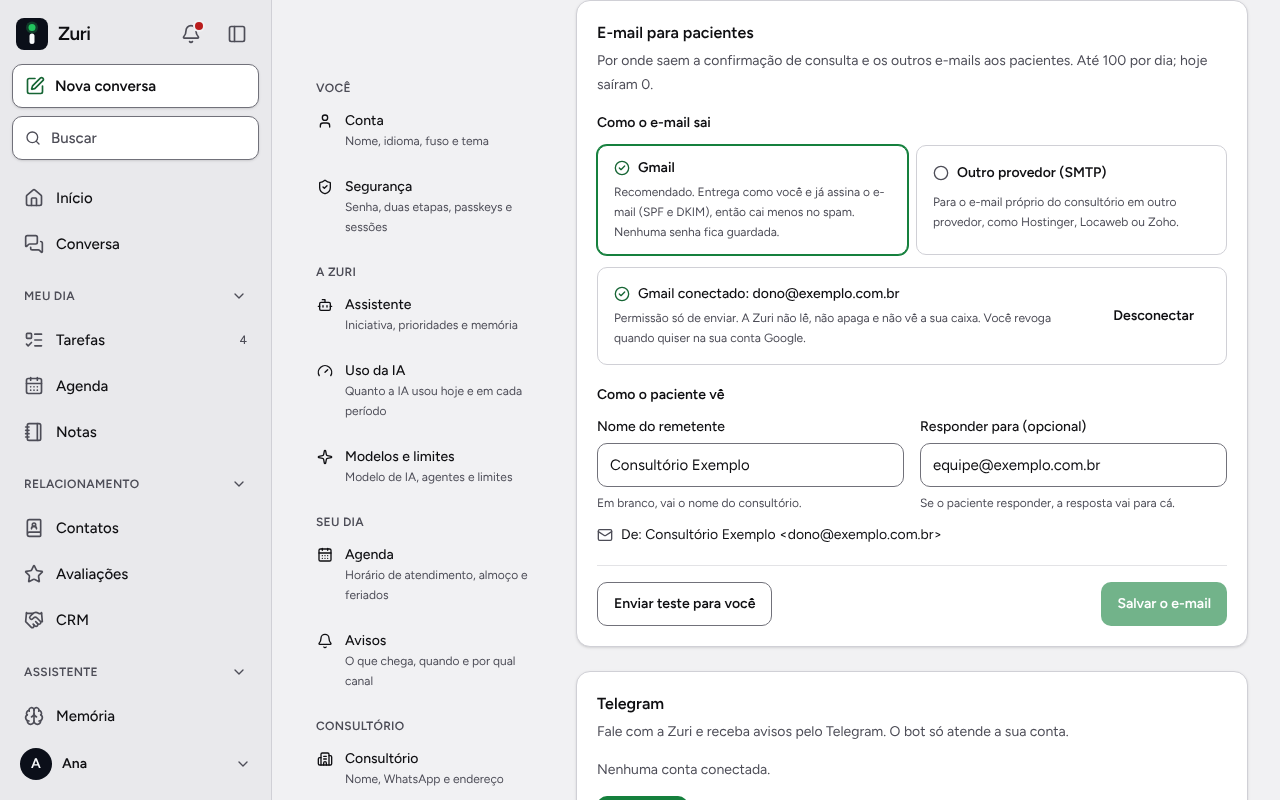 Zuri
Nova conversa
Buscar
Início
Conversa
MEU DIA
Tarefas 4
Agenda
Notas
RELACIONAMENTO
Contatos
Avaliações
CRM
ASSISTENTE
Memória
A Ana
VOCÊ
Conta
Nome, idioma, fuso e tema
Segurança
Senha, duas etapas, passkeys e
sessões
A ZURI
Assistente
Iniciativa, prioridades e memória
Uso da IA
Quanto a IA usou hoje e em cada
período
Modelos e limites
Modelo de IA, agentes e limites
SEU DIA
Agenda
Horário de atendimento, almoço e
feriados
Avisos
O que chega, quando e por qual
canal
CONSULTÓRIO
Consultório
Nome, WhatsApp e endereço
E-mail para pacientes
Por onde saem a confirmação de consulta e os outros e-mails aos pacientes. Até 100 por dia; hoje
saíram 0.
Como o e-mail sai
Gmail
Recomendado. Entrega como você e já assina o e-
mail (SPF e DKIM), então cai menos no spam.
Nenhuma senha fica guardada.
Outro provedor (SMTP)
Para o e-mail próprio do consultório em outro
provedor, como Hostinger, Locaweb ou Zoho.
Gmail conectado: dono@exemplo.com.br
Permissão só de enviar. A Zuri não lê, não apaga e não vê a sua caixa. Você revoga
quando quiser na sua conta Google.
Desconectar
Como o paciente vê
Nome do remetente
Consultório Exemplo
Em branco, vai o nome do consultório.
Responder para (opcional)
equipe@exemplo.com.br
Se o paciente responder, a resposta vai para cá.
De: Consultório Exemplo <dono@exemplo.com.br>
Enviar teste para você
Salvar o e-mail
Telegram
Fale com a Zuri e receba avisos pelo Telegram. O bot só atende a sua conta.
Nenhuma conta conectada.